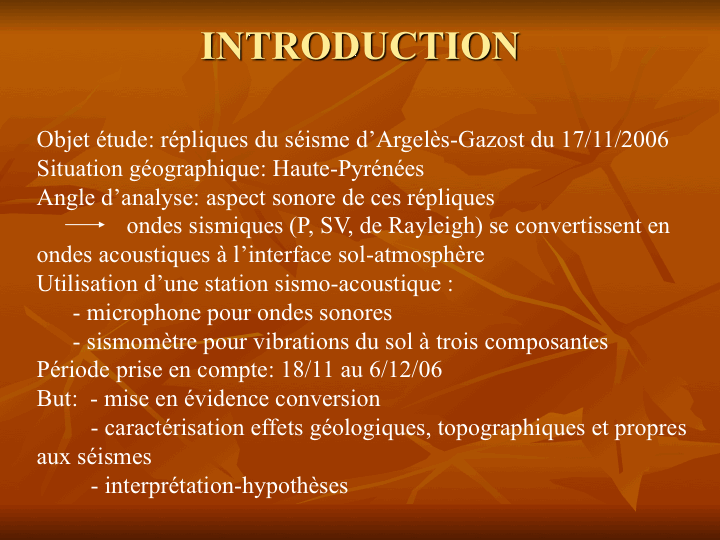 INTRODUCTION
Objet étude: répliques du séisme d'Argelès-Gazost du 17/11/2006
Situation géographique: Haute-Pyrénées
Angle d'analyse: aspect sonore de ces répliques
ondes sismiques (P, SV, de Rayleigh) se convertissent en
ondes acoustiques à l'interface sol-atmosphère
Utilisation d'une station sismo-acoustique :
- microphone pour ondes sonores
- sismomètre pour vibrations du sol à trois composantes
Période prise en compte: 18/11 au 6/12/06
But: - mise en évidence conversion
- caractérisation effets géologiques, topographiques et propres
aux séismes
- interprétation-hypothèses